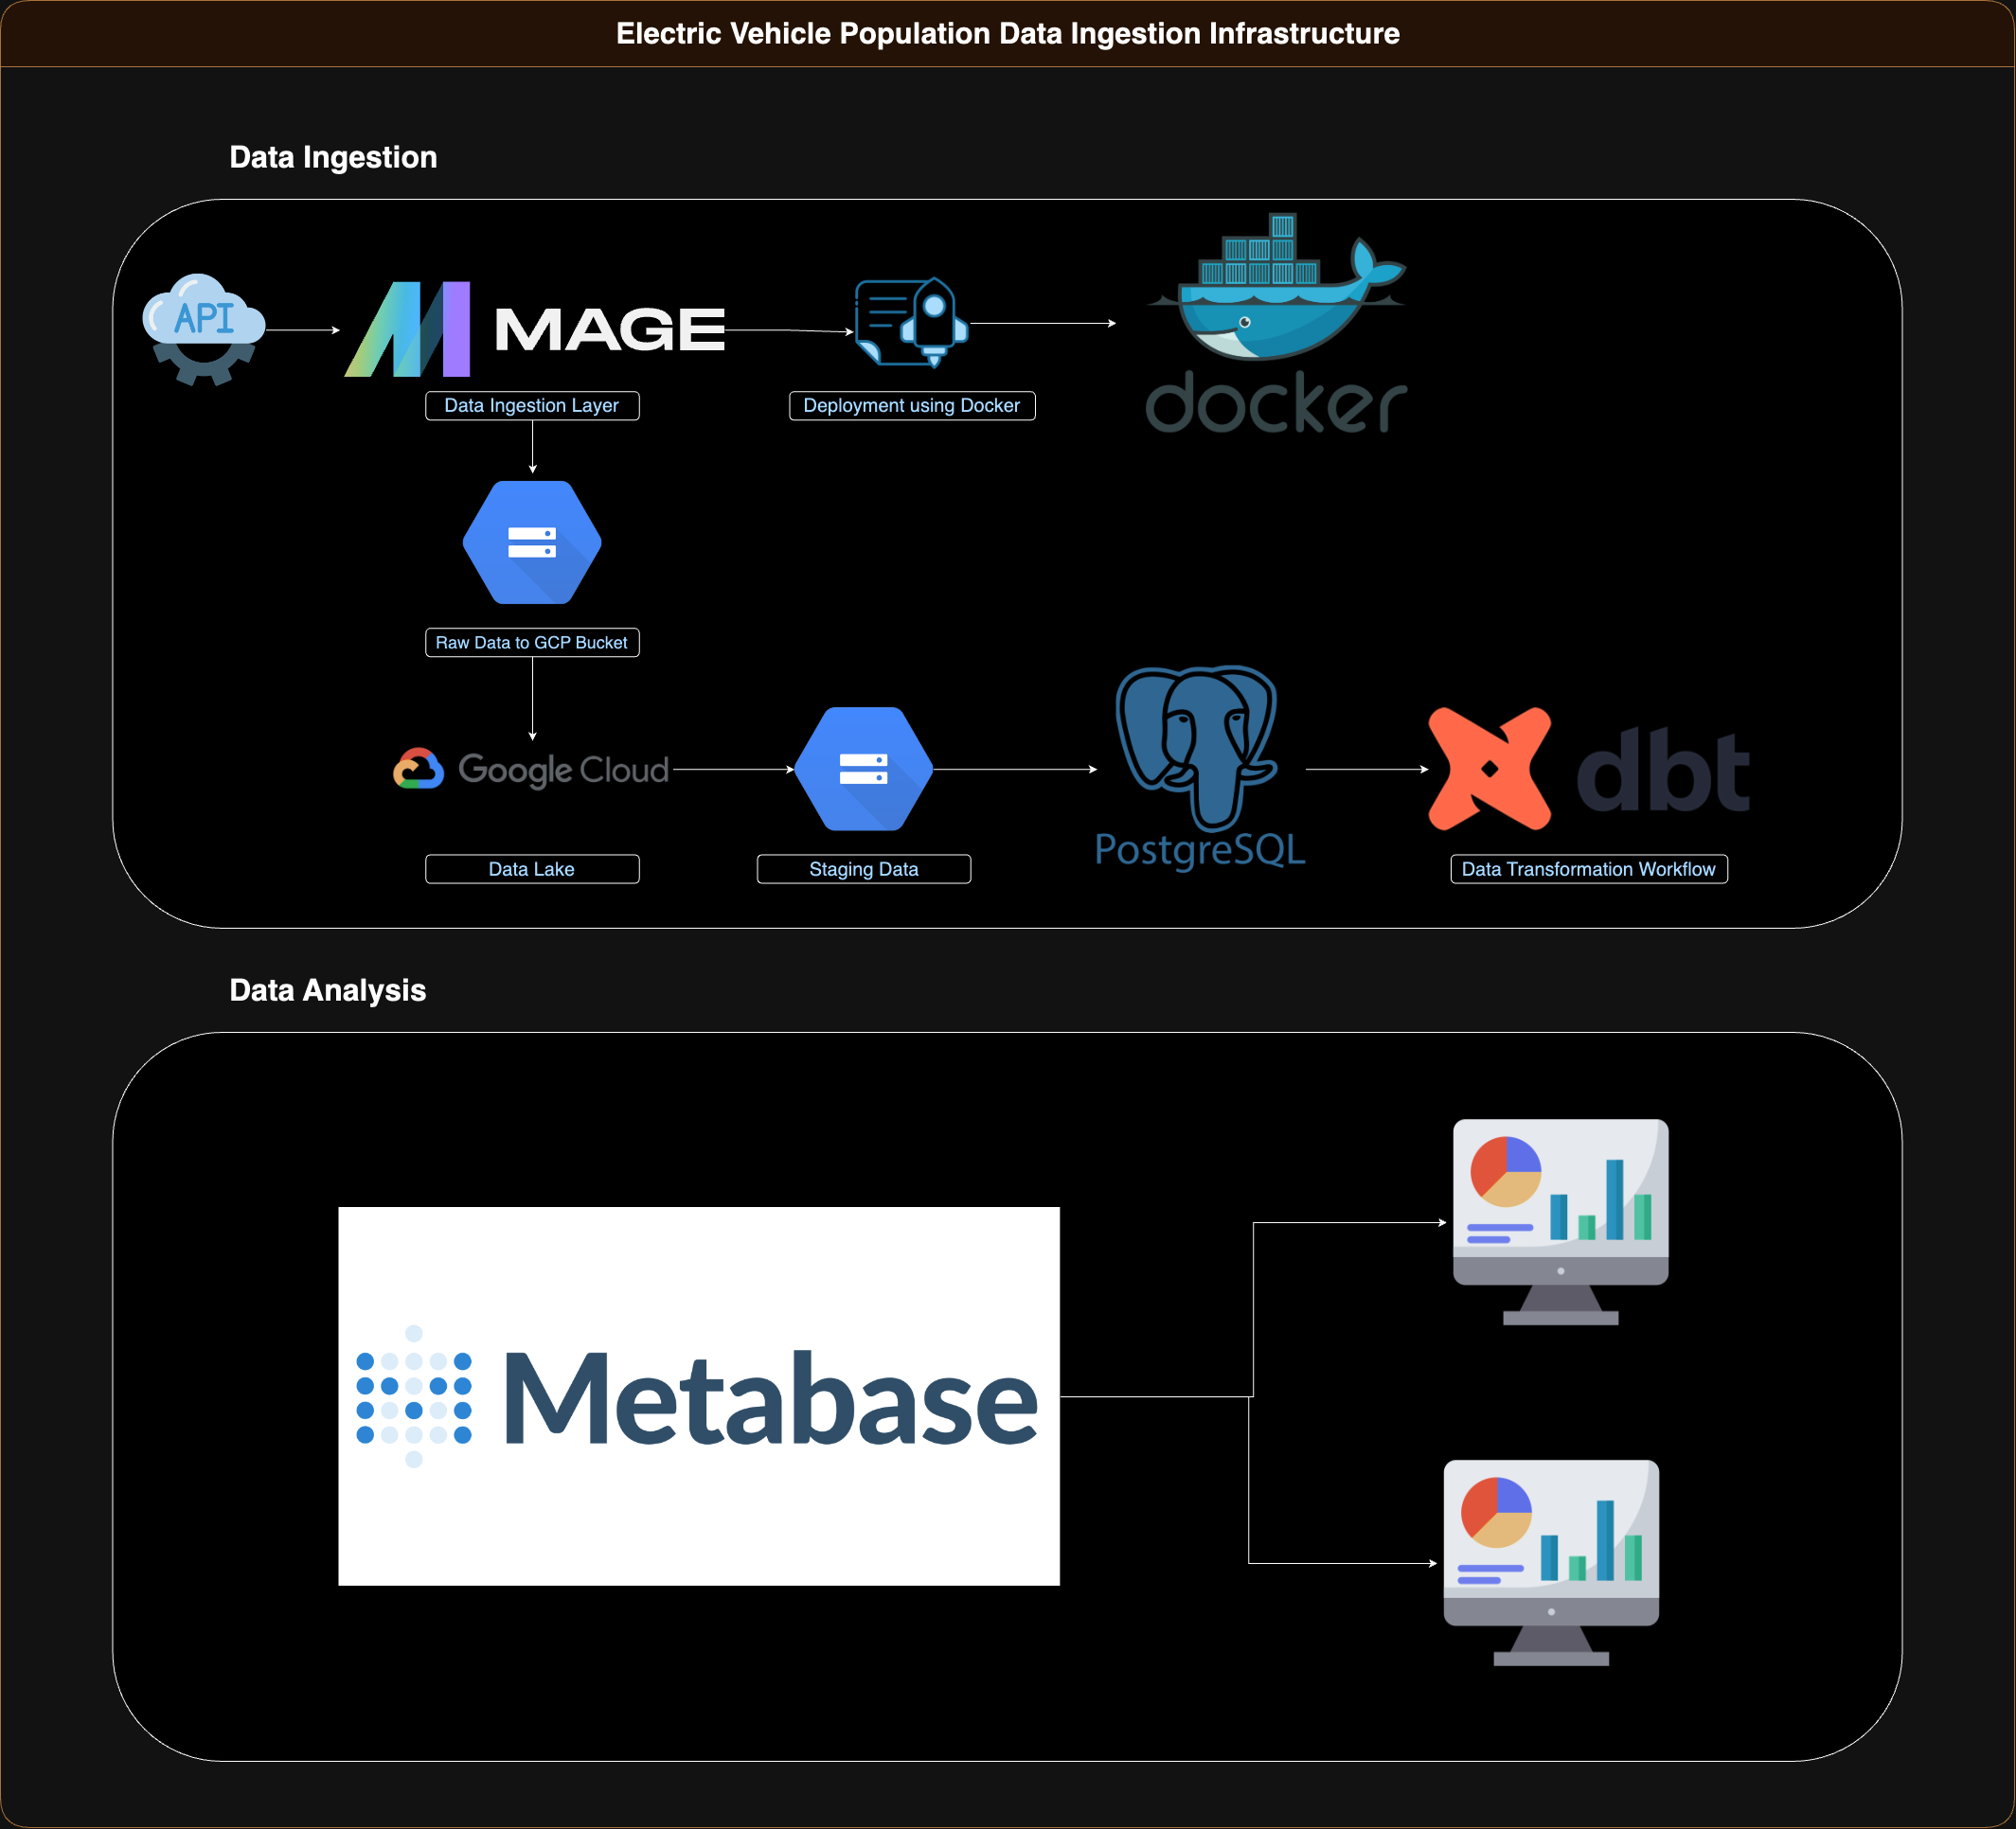 Electric Vehicle Population Data Ingestion Infrastructure
Data Ingestion
API
MAGE
docker
Data Ingestion Layer
Deployment using Docker
Raw Data to GCP Bucket
Google Cloud
PostgreSQL
dbt
Data Lake
Staging Data
Data Transformation Workflow
Data Analysis
Metabase